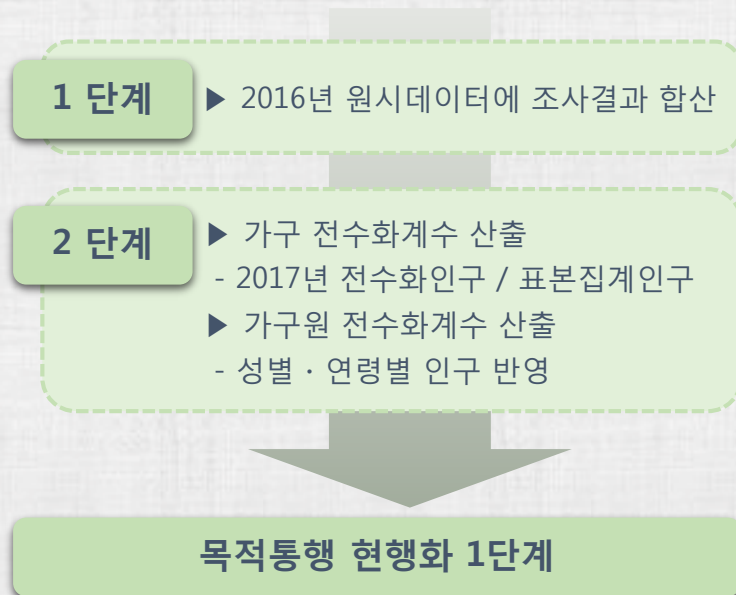 1 단계
▶ 2016년 원시데이터에 조사결과 합산
2 단계
▶ 가구 전수화계수 산출
- 2017년 전수화인구 / 표본집계인구
▶ 가구원 전수화계수 산출
- 성별·연령별 인구 반영
목적통행 현행화 1단계